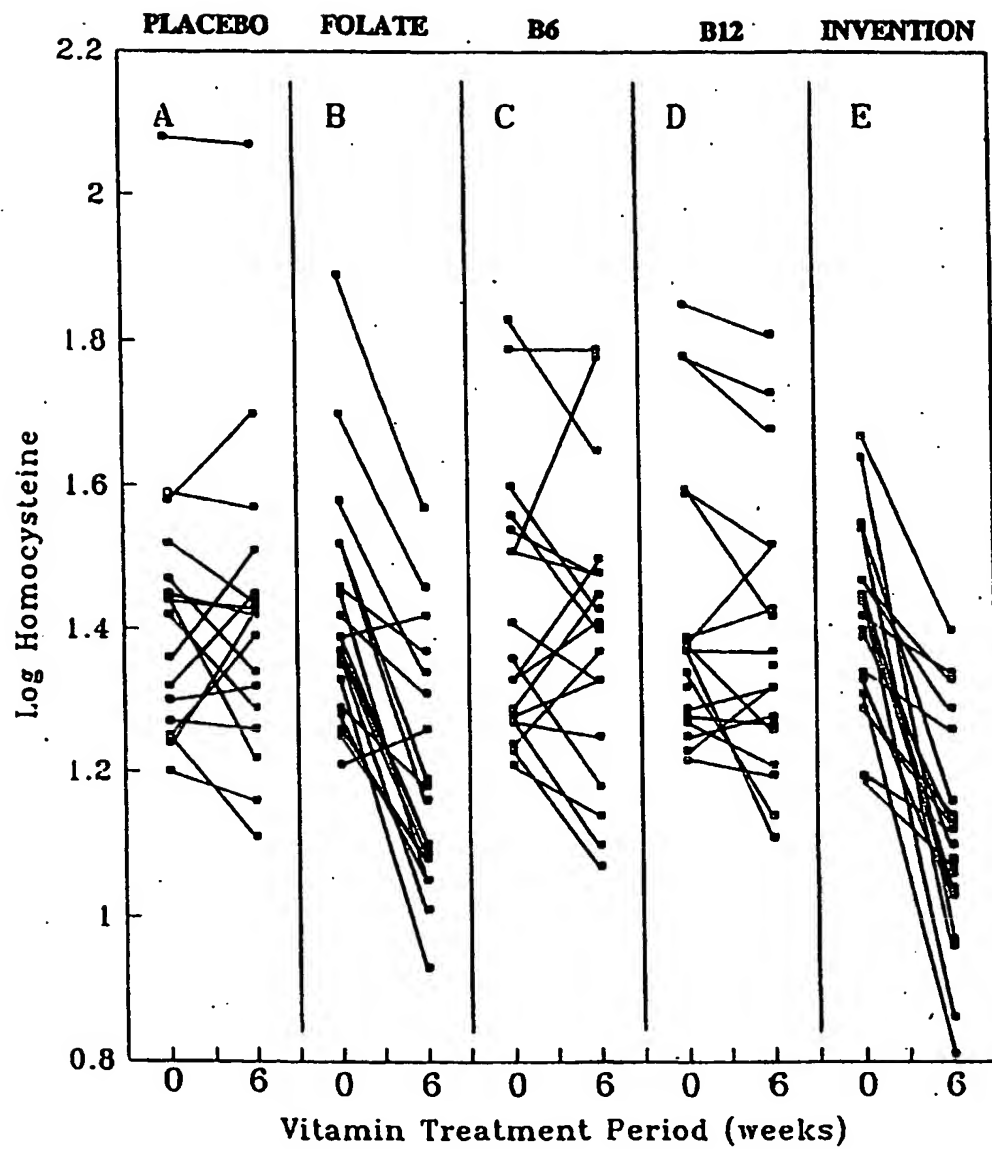 PLACEBO FOLATE B6 B12 INVENTION
2.2
A B C D E
2
1.8
1.6
1.4
1.2
1
0.8
Log Homocysteine
0 6 0 6 0 6 0 6 0 6
Vitamin Treatment Period (weeks)